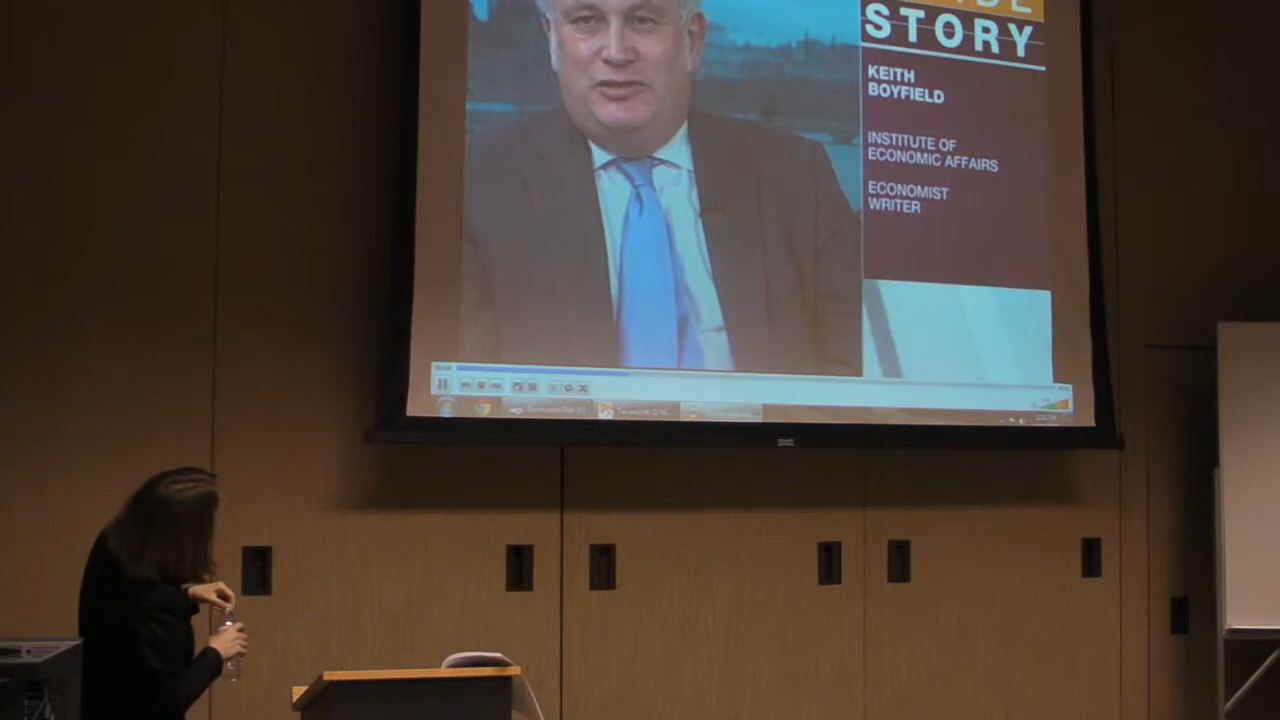 STORY
KEITH
BOYFIELD
INSTITUTE OF
ECONOMIC AFFAIRS
ECONOMIST
WRITER